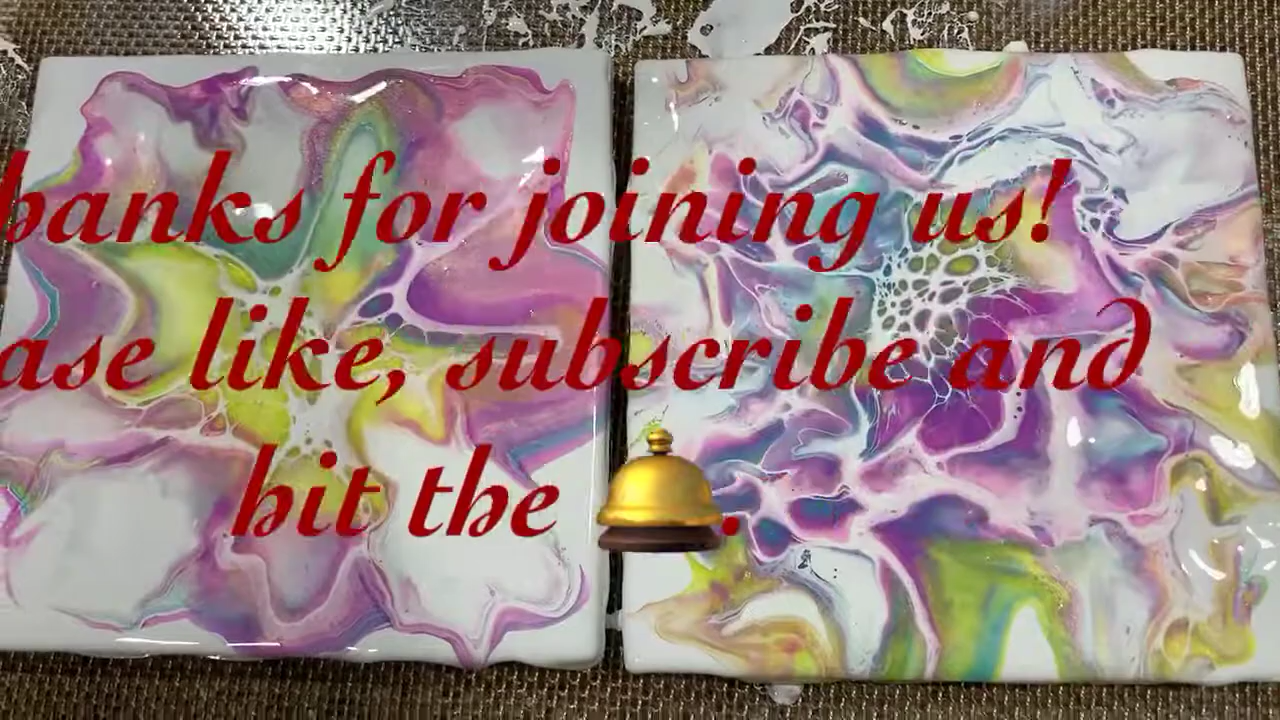 hanks for joining us!
ase like, subscribe and
hit the 🛎️.